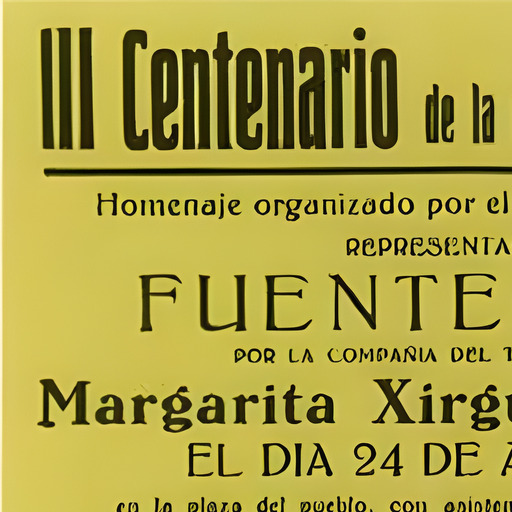 III Centenario de la
Homenaje organizado por el
REPRESENTA
FUENTE
POR LA COMPAÑIA DEL T
Margarita Xirgu
EL DIA 24 DE A
en la plaza del pueblo, con